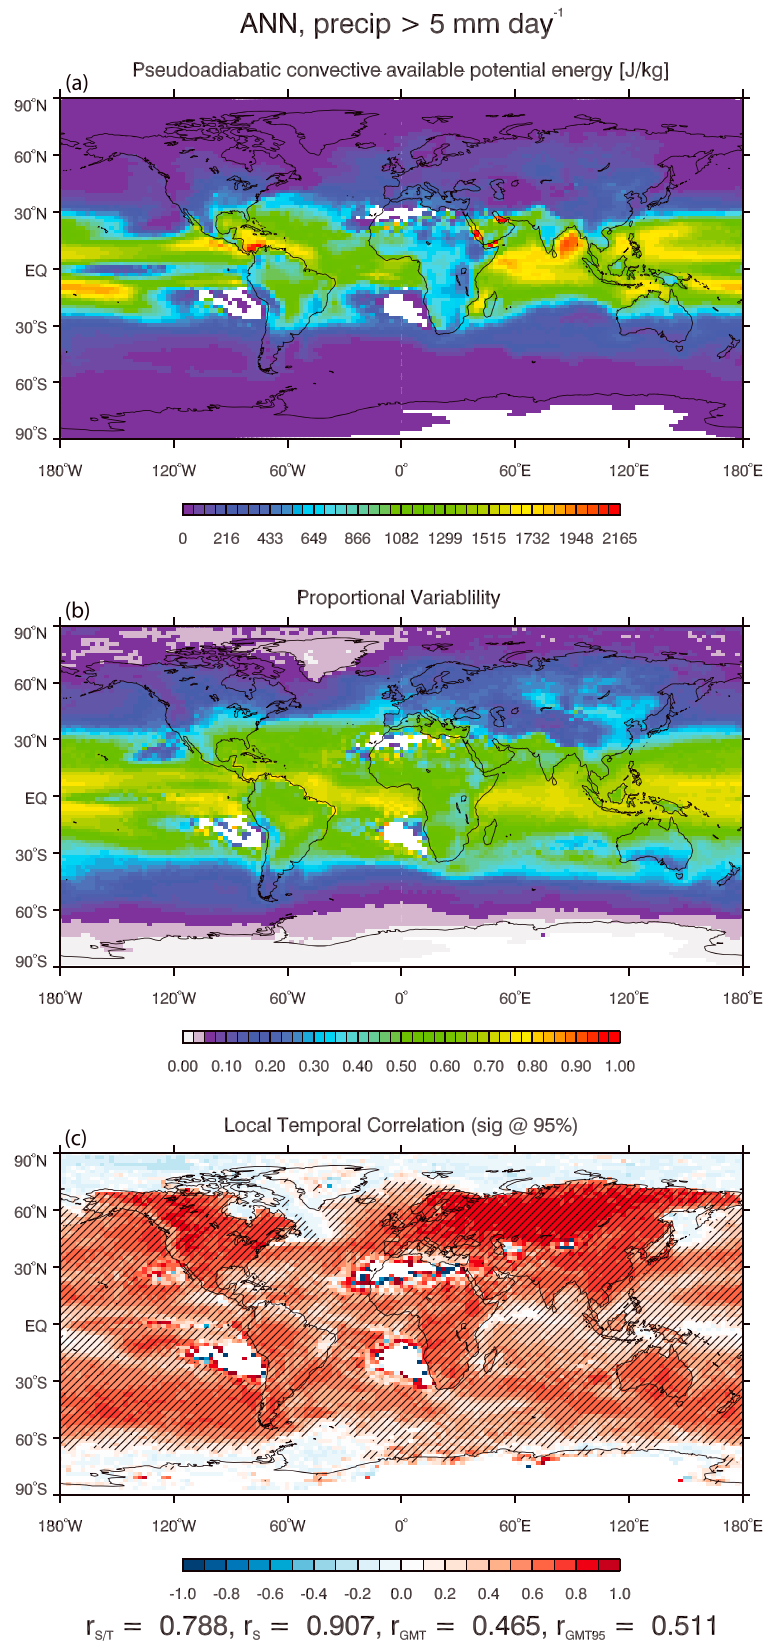 ANN, precip > 5 mm day-1
(a)
Pseudoadiabatic convective available potential energy [J/kg]
90°N
60°N
30°N
EQ
30°S
60°S
90°S
180°W 120°W 60°W 0° 60°E 120°E 180°E
0 216 433 649 866 1082 1299 1515 1732 1948 2165
(b)
Proportional Variablility
90°N
60°N
30°N
EQ
30°S
60°S
90°S
180°W 120°W 60°W 0° 60°E 120°E 180°E
0.00 0.10 0.20 0.30 0.40 0.50 0.60 0.70 0.80 0.90 1.00
(c)
Local Temporal Correlation (sig @ 95%)
90°N
60°N
30°N
EQ
30°S
60°S
90°S
180°W 120°W 60°W 0° 60°E 120°E 180°E
-1.0 -0.8 -0.6 -0.4 -0.2 0.0 0.2 0.4 0.6 0.8 1.0
rS/T = 0.788, rS = 0.907, rGMT = 0.465, rGMT95 = 0.511